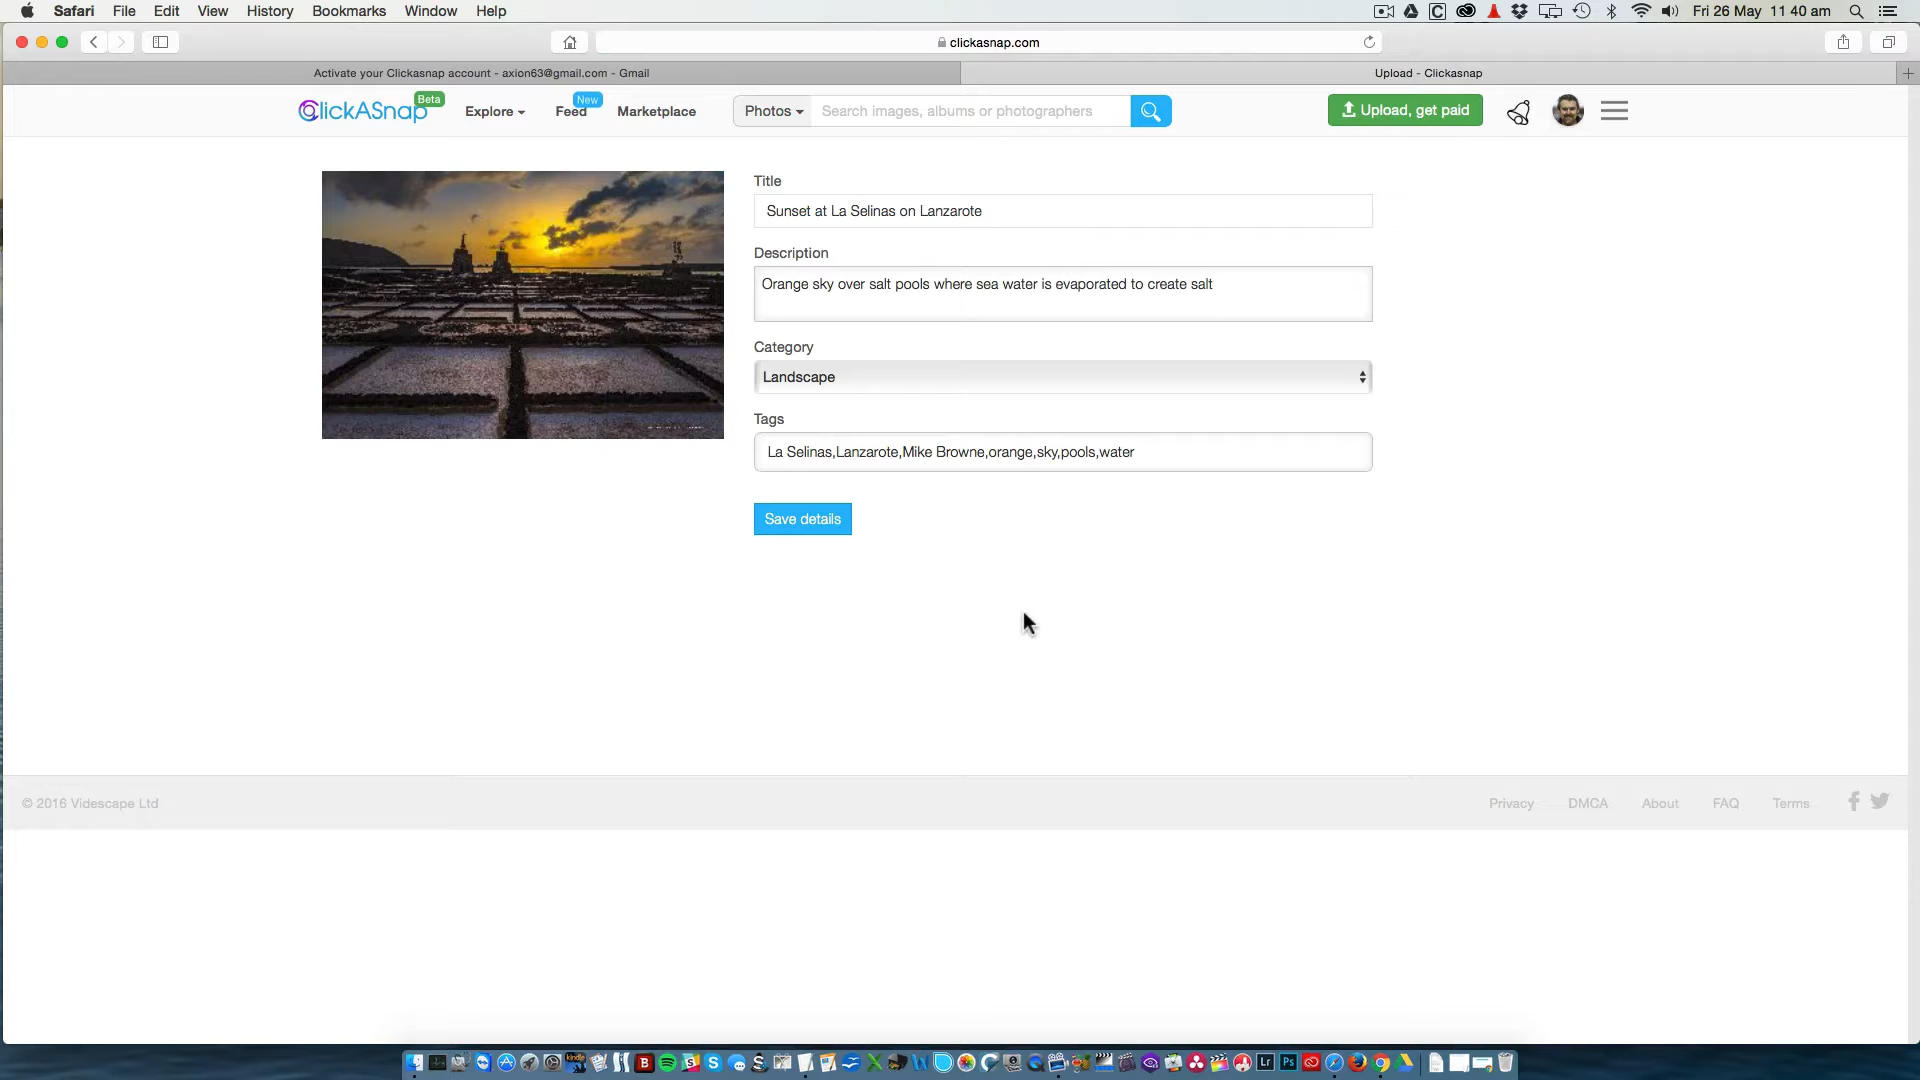 Safari File Edit View History Bookmarks Window Help Fri 26 May 11 40 am
clickasnap.com
Activate your Clickasnap account - axion63@gmail.com - Gmail
Upload - Clickasnap
ClickASnap Beta Explore Feed New Marketplace Photos Search images, albums or photographers Upload, get paid
Title
Sunset at La Selinas on Lanzarote
Description
Orange sky over salt pools where sea water is evaporated to create salt
Category
Landscape
Tags
La Selinas,Lanzarote,Mike Browne,orange,sky,pools,water
Save details
© 2016 Videscape Ltd Privacy DMCA About FAQ Terms